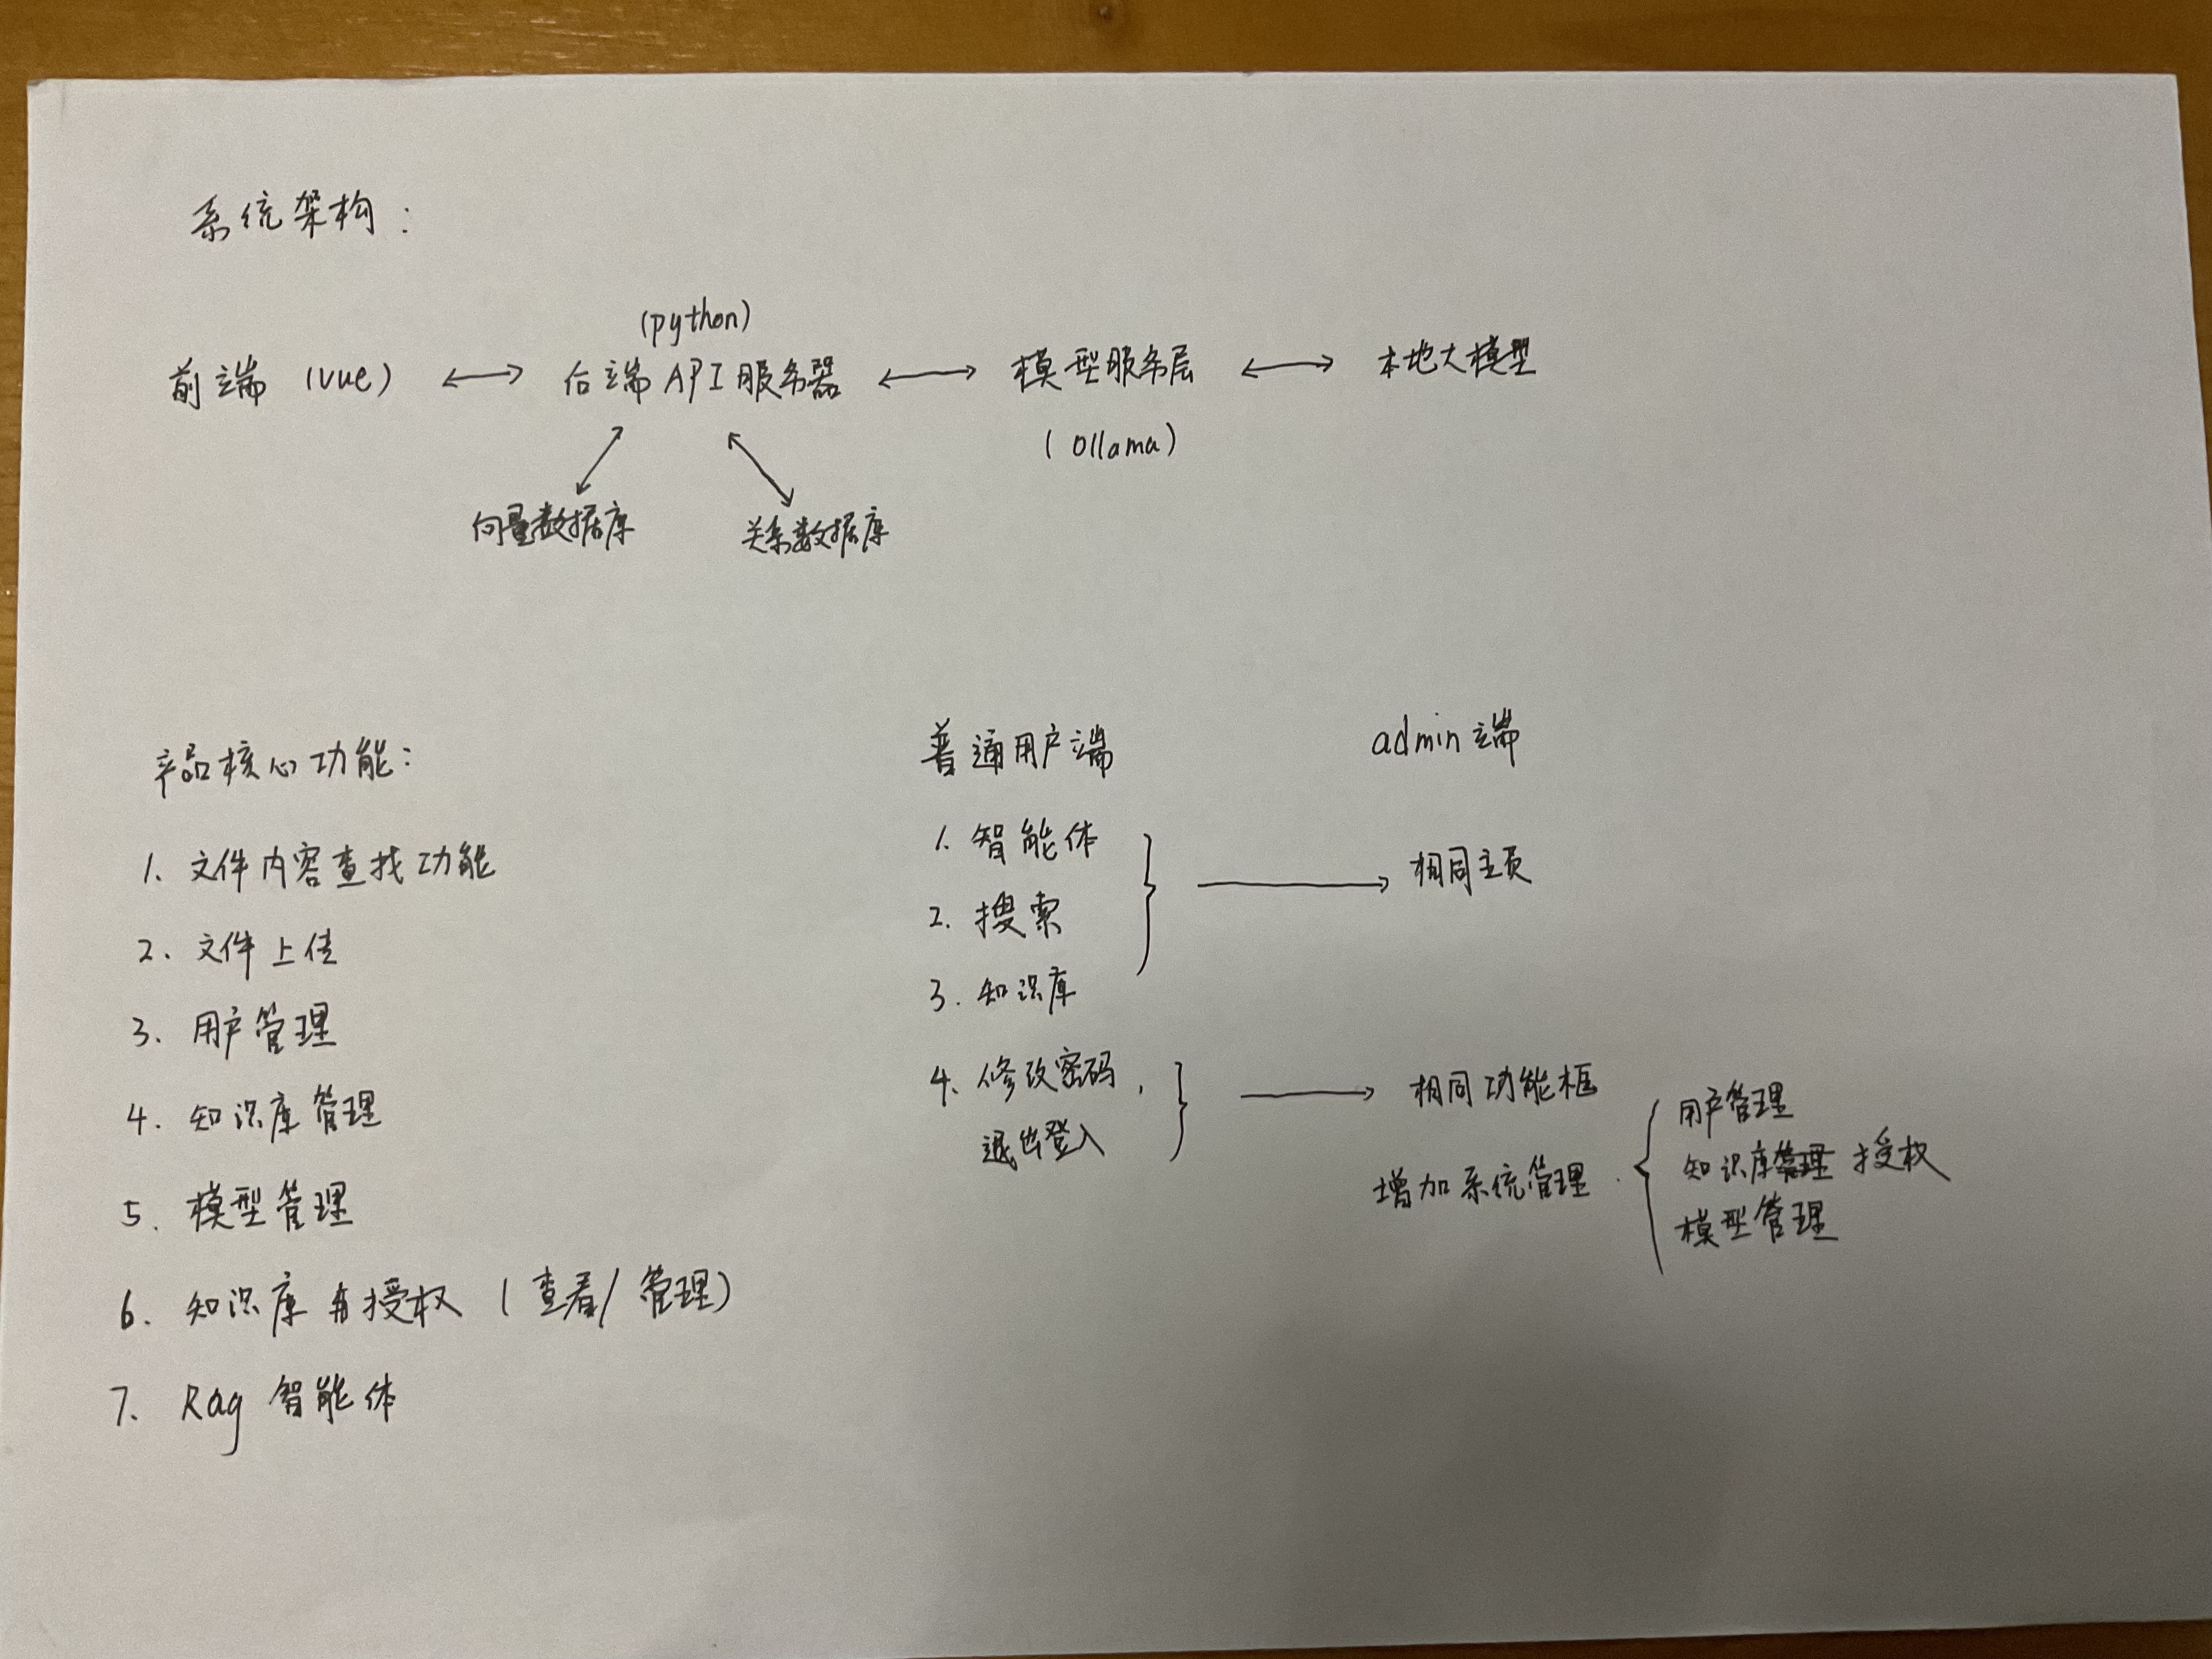 系统架构：
(python)
前端 (vue) ⟷ 后端API服务器 ⟷ 模型服务层 ⟷ 本地大模型
(Ollama)
向量数据库 关系数据库
产品核心功能：
1. 文件内容查找功能
2. 文件上传
3. 用户管理
4. 知识库管理
5. 模型管理
6. 知识库授权 (查看/管理)
7. Rag 智能体
普通用户端
1. 智能体
2. 搜索
3. 知识库
4. 修改密码，
退出登入
admin端
相同主页
相同功能框
增加系统管理
用户管理
知识库管理 授权
模型管理